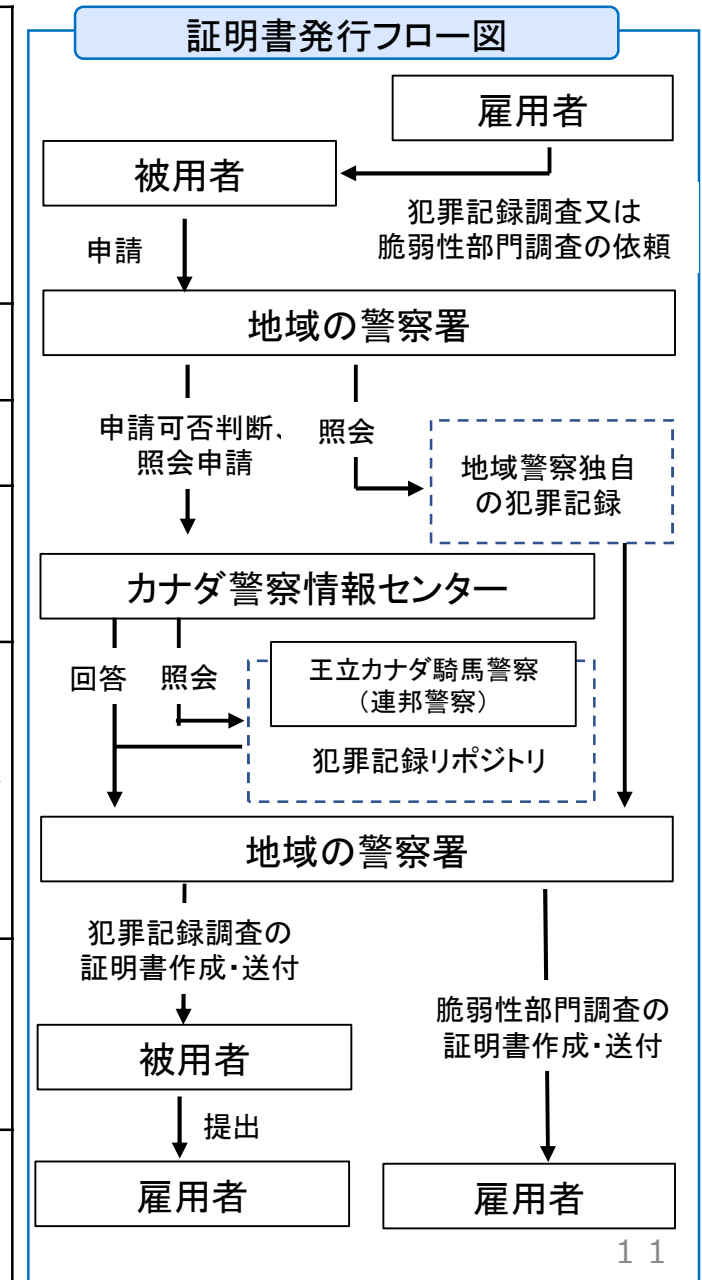 証明書発行フロー図
雇用者
被用者
犯罪記録調査又は
脆弱性部門調査の依頼
申請
地域の警察署
申請可否判断、
照会申請
照会
地域警察独自
の犯罪記録
カナダ警察情報センター
回答
照会
王立カナダ騎馬警察
（連邦警察）
犯罪記録リポジトリ
地域の警察署
犯罪記録調査の
証明書作成・送付
脆弱性部門調査の
証明書作成・送付
被用者
提出
雇用者
雇用者
11